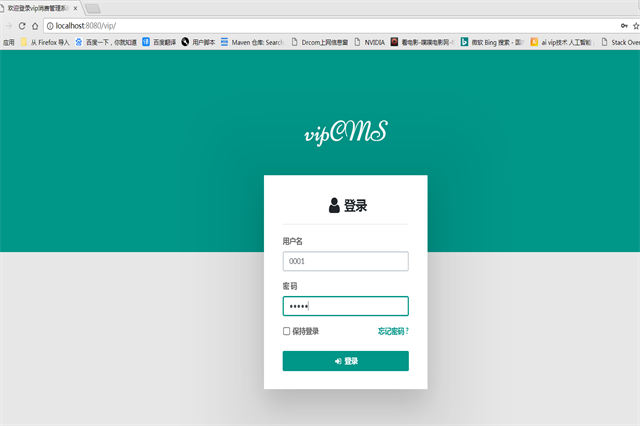 欢迎登录vip消费管理系
localhost:8080/vip/
应用 从 Firefox 导入 百度一下，你就知道 百度翻译 用户脚本 Maven 仓库: Search Drcom上网信息窗 NVIDIA 看电影-嘿嘿电影网- 微软 Bing 搜索 - 国 ai vip技术 人工智能 Stack Over
vipCMS
登录
用户名
0001
密码
保持登录 忘记密码 ?
登录